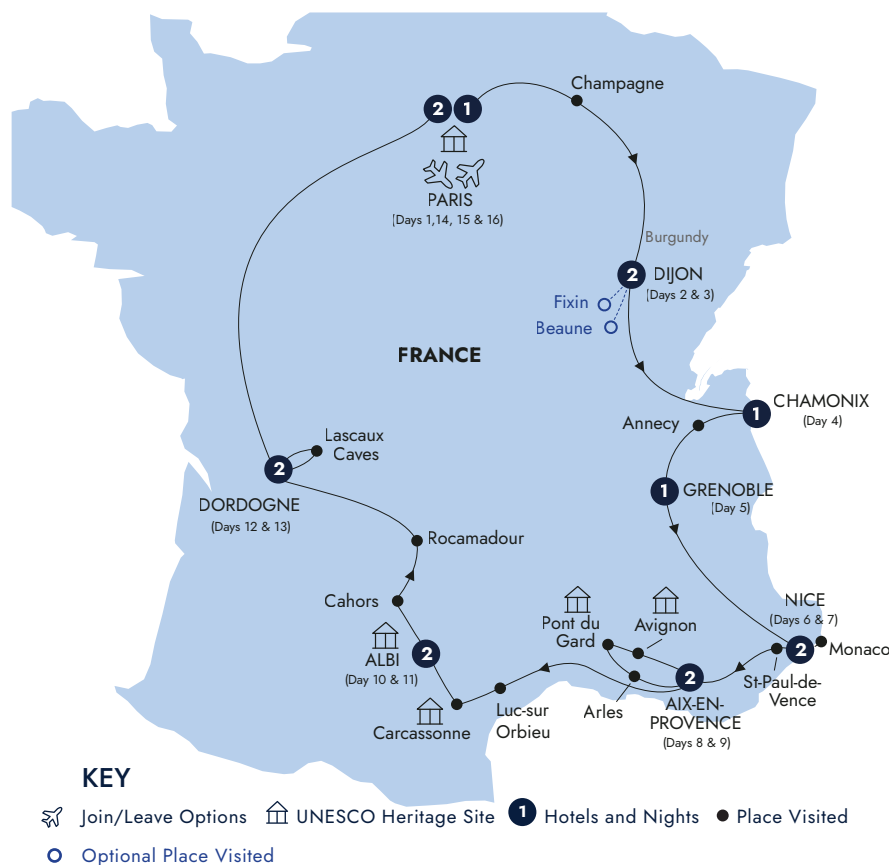 Champagne
2
1
PARIS
(Days 1,14, 15 & 16)
Burgundy
2
DIJON
(Days 2 & 3)
Fixin
Beaune
FRANCE
1
CHAMONIX
(Day 4)
Annecy
1
GRENOBLE
(Day 5)
Lascaux
Caves
2
DORDOGNE
(Days 12 & 13)
Rocamadour
Cahors
2
ALBI
(Day 10 & 11)
Carcassonne
Luc-sur
Orbieu
Pont du
Gard
Avignon
Arles
2
AIX-EN-
PROVENCE
(Days 8 & 9)
NICE
(Days 6 & 7)
2
Monaco
St-Paul-de-
Vence
KEY
Join/Leave Options
UNESCO Heritage Site
1
Hotels and Nights
Place Visited
Optional Place Visited